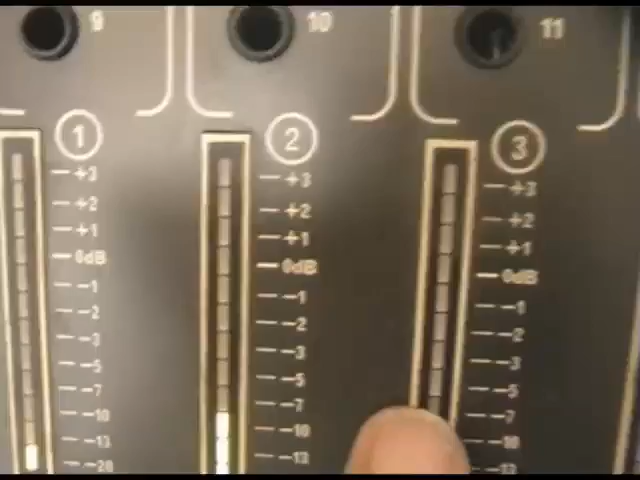 9 10 11
1 2 3
+3 +3 +3
+2 +2 +2
+1 +1 +1
0dB 0dB 0dB
-1 -1 -1
-2 -2 -2
-3 -3 -3
-5 -5 -5
-7 -7 -7
-10 -10 -10
-13 -13 -13
-20